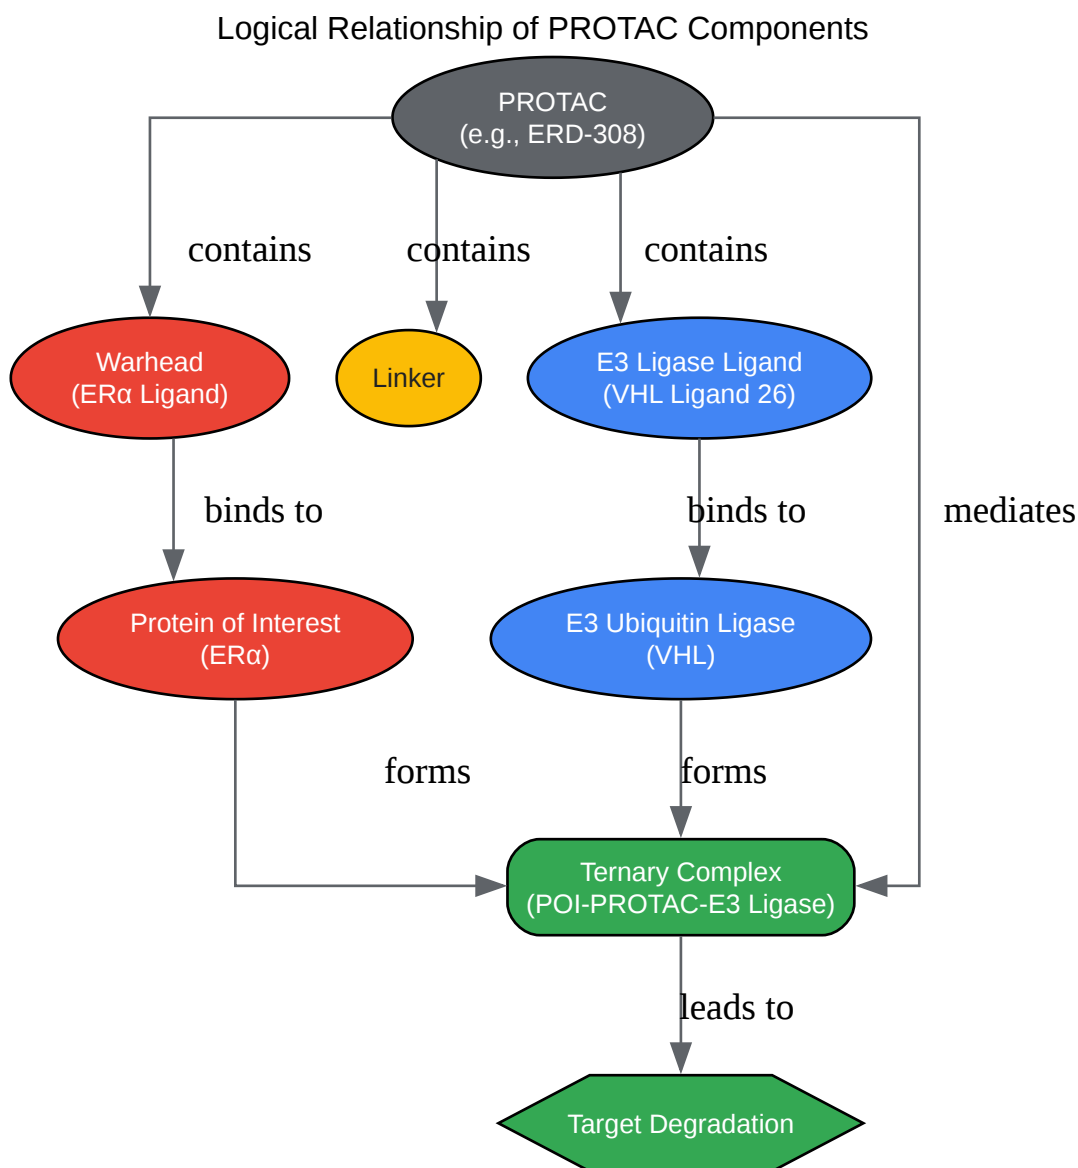 Logical Relationship of PROTAC Components
PROTAC
(e.g., ERD-308)
contains
contains
contains
Warhead
(ERα Ligand)
Linker
E3 Ligase Ligand
(VHL Ligand 26)
binds to
binds to
mediates
Protein of Interest
(ERα)
E3 Ubiquitin Ligase
(VHL)
forms
forms
Ternary Complex
(POI-PROTAC-E3 Ligase)
leads to
Target Degradation